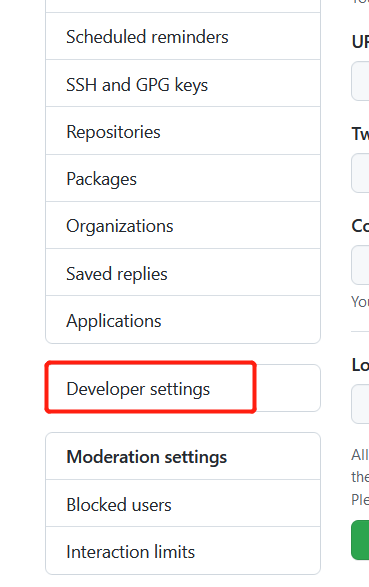 Scheduled reminders
SSH and GPG keys
Repositories
Packages
Organizations
Saved replies
Applications
Developer settings
Moderation settings
Blocked users
Interaction limits
You
UR
Tw
Co
You
Lo
All
the
Ple